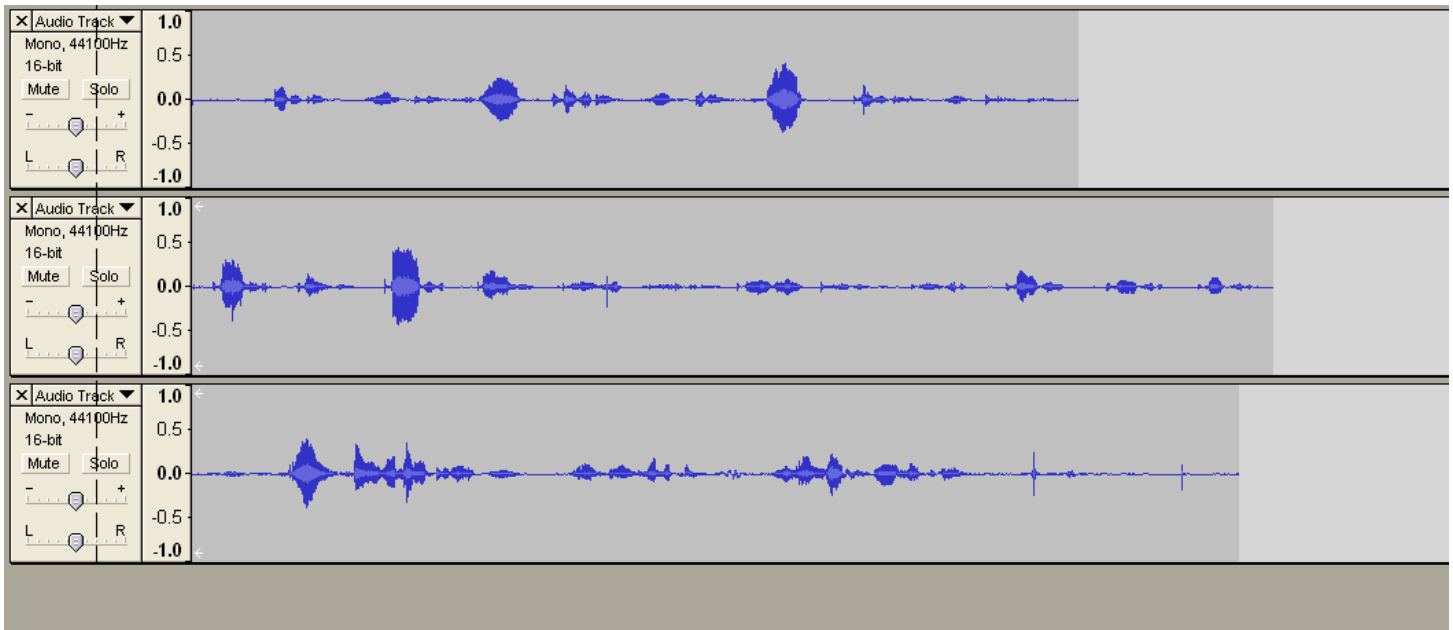 Audio Track
Mono, 44100Hz
16-bit
Mute Solo
- +
L R
1.0
0.5
0.0
-0.5
-1.0
Audio Track
Mono, 44100Hz
16-bit
Mute Solo
- +
L R
1.0
0.5
0.0
-0.5
-1.0
Audio Track
Mono, 44100Hz
16-bit
Mute Solo
- +
L R
1.0
0.5
0.0
-0.5
-1.0